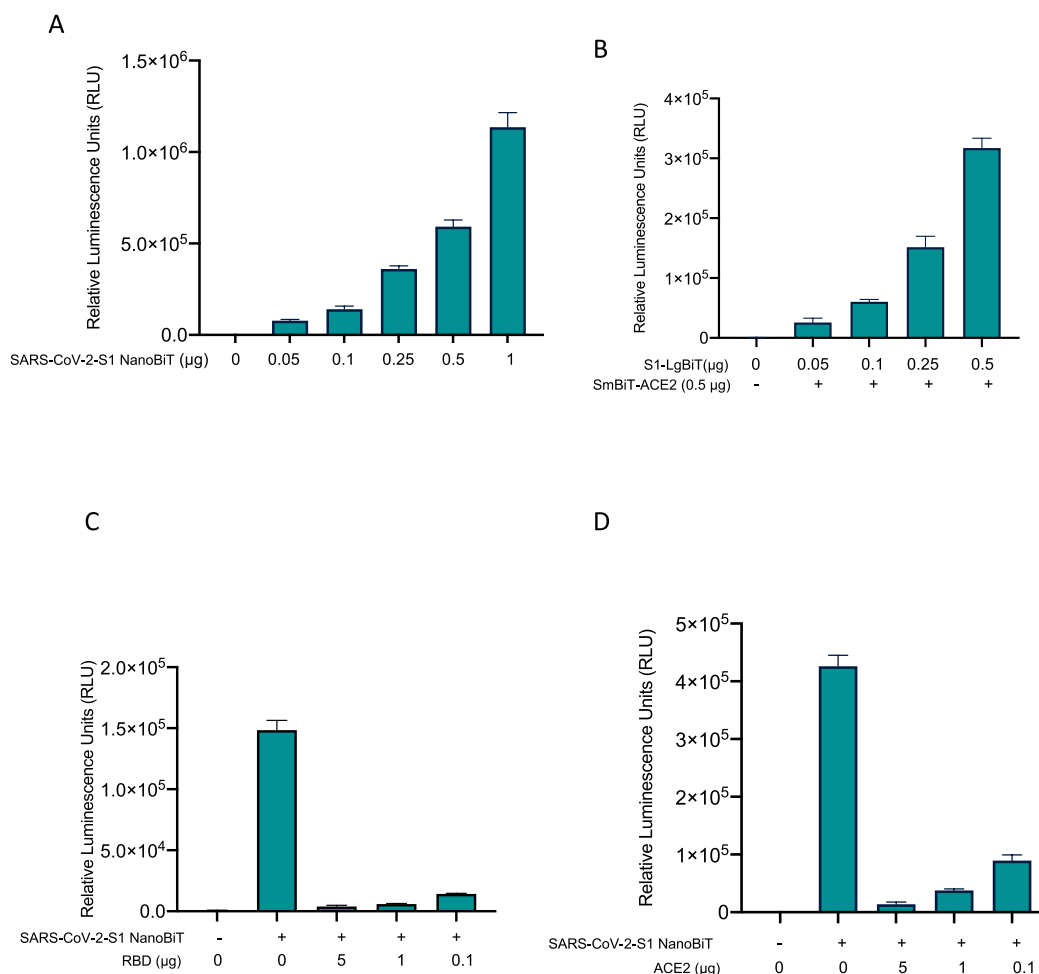 A
Relative Luminescence Units (RLU)
1.5×10⁶
1.0×10⁶
5.0×10⁵
0.0
SARS-CoV-2-S1 NanoBiT (µg) 0 0.05 0.1 0.25 0.5 1
B
Relative Luminescence Units (RLU)
4×10⁵
3×10⁵
2×10⁵
1×10⁵
0
S1-LgBiT(µg) 0 0.05 0.1 0.25 0.5
SmBiT-ACE2 (0.5 µg) - + + + +
C
Relative Luminescence Units (RLU)
2.0×10⁵
1.5×10⁵
5.0×10⁴
0.0
SARS-CoV-2-S1 NanoBiT - + + + +
RBD (µg) 0 0 5 1 0.1
D
Relative Luminescence Units (RLU)
5×10⁵
4×10⁵
3×10⁵
2×10⁵
1×10⁵
0
SARS-CoV-2-S1 NanoBiT - + + + +
ACE2 (µg) 0 0 5 1 0.1